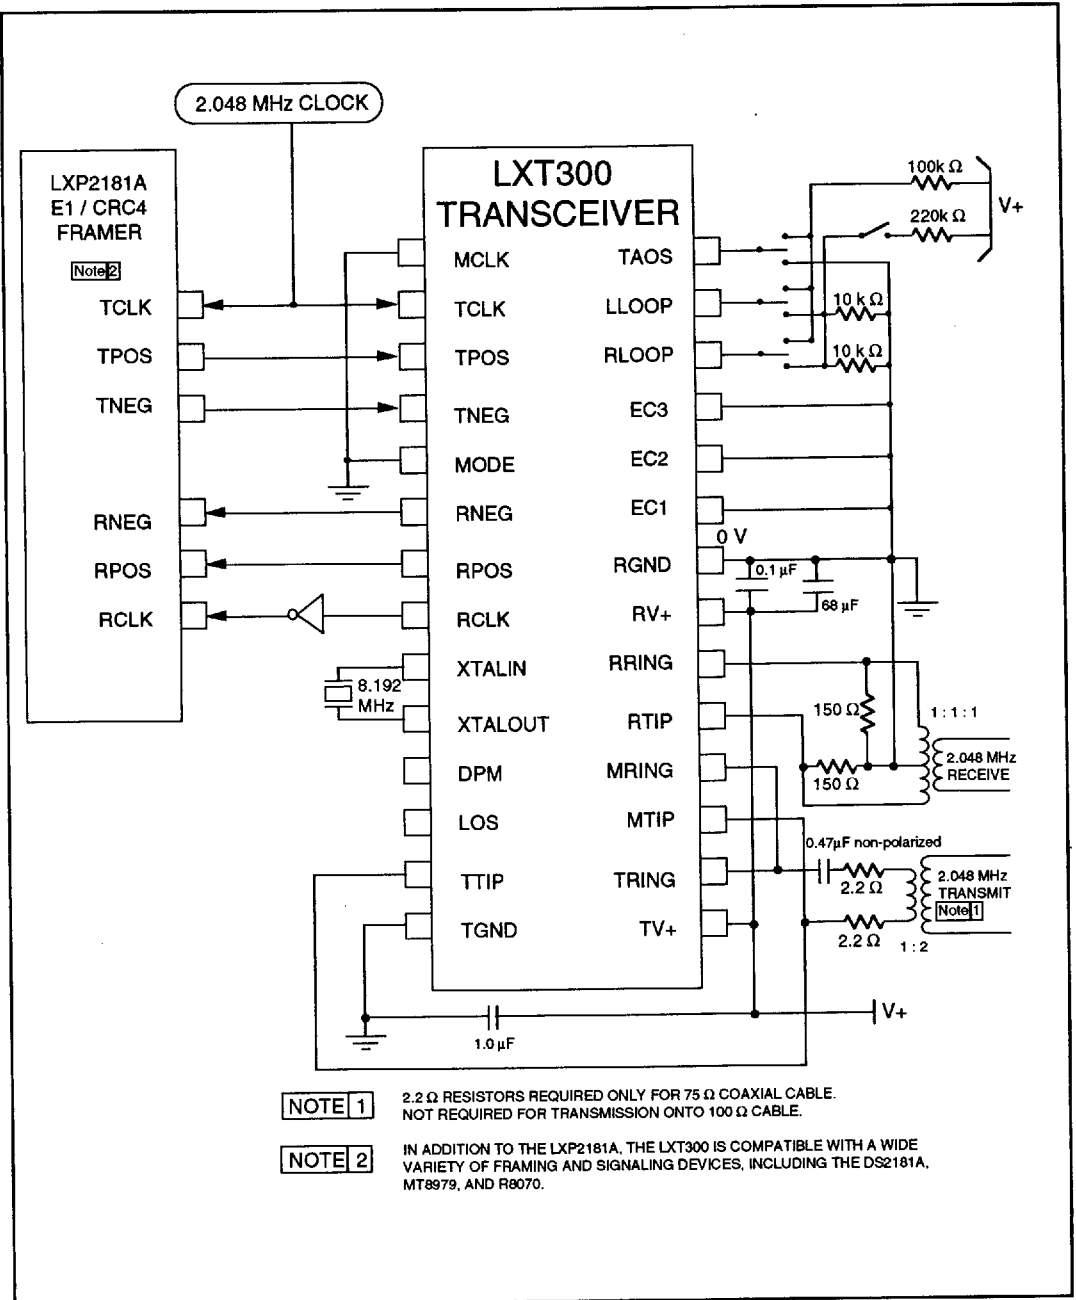 2.048 MHz CLOCK
LXP2181A
E1 / CRC4
FRAMER
Note 2
TCLK
TPOS
TNEG
RNEG
RPOS
RCLK
LXT300
TRANSCEIVER
MCLK
TCLK
TPOS
TNEG
MODE
RNEG
RPOS
RCLK
XTALIN
XTALOUT
DPM
LOS
TTIP
TGND
TAOS
LLOOP
RLOOP
EC3
EC2
EC1
RGND
RV+
RRING
RTIP
MRING
MTIP
TRING
TV+
8.192
MHz
100k Ω
220k Ω
V+
10 k Ω
10 k Ω
0 V
0.1 µF
68 µF
150 Ω
1 : 1 : 1
150 Ω
2.048 MHz
RECEIVE
0.47µF non-polarized
2.2 Ω
2.2 Ω
1 : 2
2.048 MHz
TRANSMIT
Note 1
1.0 µF
V+
NOTE 1
2.2 Ω RESISTORS REQUIRED ONLY FOR 75 Ω COAXIAL CABLE.
NOT REQUIRED FOR TRANSMISSION ONTO 100 Ω CABLE.
NOTE 2
IN ADDITION TO THE LXP2181A, THE LXT300 IS COMPATIBLE WITH A WIDE
VARIETY OF FRAMING AND SIGNALING DEVICES, INCLUDING THE DS2181A,
MT8979, AND R8070.